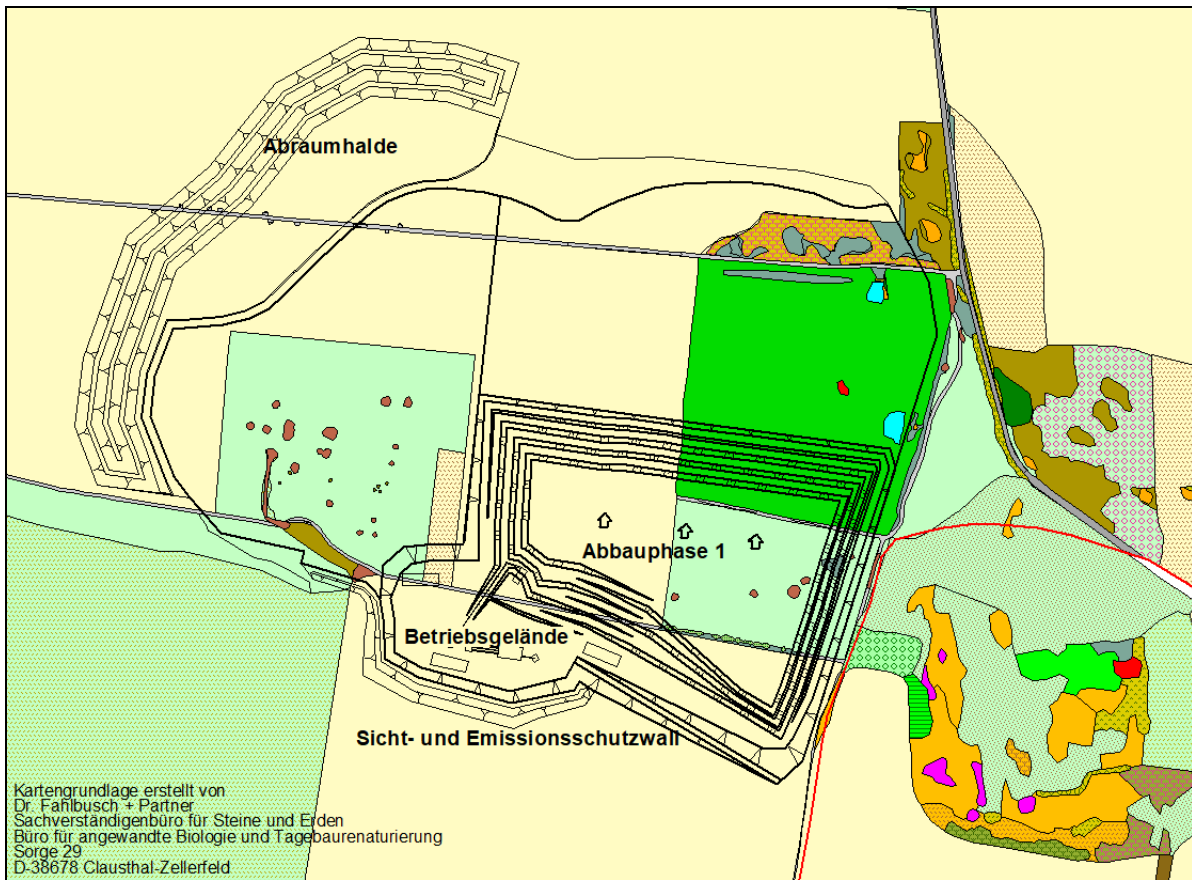 Abraumhalde
Abbauphase 1
Betriebsgelände
Sicht- und Emissionsschutzwall
Kartengrundlage erstellt von
Dr. Fahlbusch + Partner
Sachverständigenbüro für Steine und Erden
Büro für angewandte Biologie und Tagebaurenaturierung
Sorge 29
D-38678 Clausthal-Zellerfeld